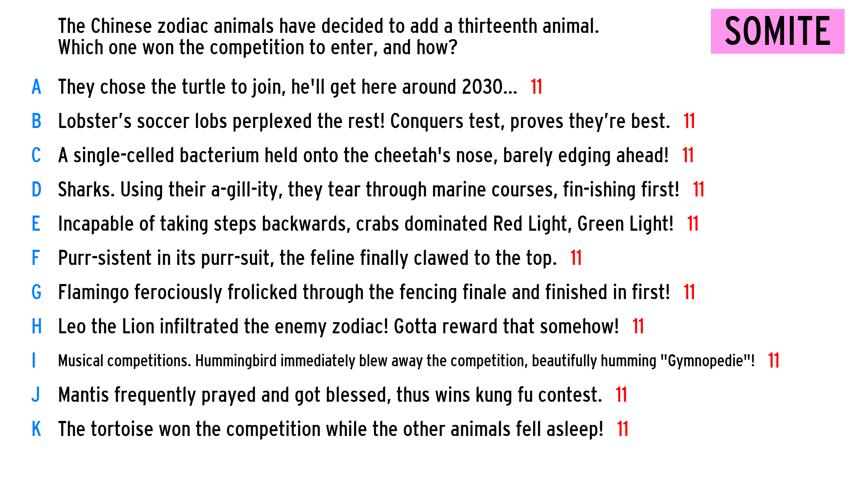 The Chinese zodiac animals have decided to add a thirteenth animal.
Which one won the competition to enter, and how?
SOMITE
A They chose the turtle to join, he'll get here around 2030... 11
B Lobster's soccer lobs perplexed the rest! Conquers test, proves they're best. 11
C A single-celled bacterium held onto the cheetah's nose, barely edging ahead! 11
D Sharks. Using their a-gill-ity, they tear through marine courses, fin-ishing first! 11
E Incapable of taking steps backwards, crabs dominated Red Light, Green Light! 11
F Purr-sistent in its purr-suit, the feline finally clawed to the top. 11
G Flamingo ferociously frolicked through the fencing finale and finished in first! 11
H Leo the Lion infiltrated the enemy zodiac! Gotta reward that somehow! 11
I Musical competitions. Hummingbird immediately blew away the competition, beautifully humming "Gymnopedie"! 11
J Mantis frequently prayed and got blessed, thus wins kung fu contest. 11
K The tortoise won the competition while the other animals fell asleep! 11